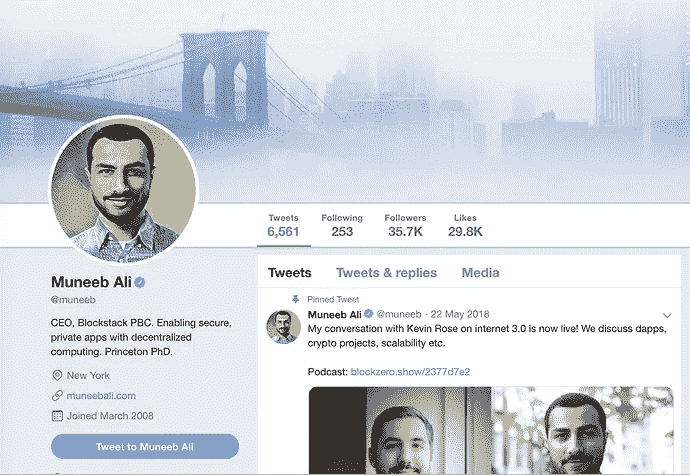 Tweets Following Followers Likes
6,561 253 35.7K 29.8K
Muneeb Ali
@muneeb
CEO, Blockstack PBC. Enabling secure,
private apps with decentralized
computing. Princeton PhD.
New York
muneebali.com
Joined March 2008
Tweet to Muneeb Ali
Tweets Tweets & replies Media
Pinned Tweet
Muneeb Ali @muneeb · 22 May 2018
My conversation with Kevin Rose on internet 3.0 is now live! We discuss dapps,
crypto projects, scalability etc.
Podcast: blockzero.show/2377d7e2